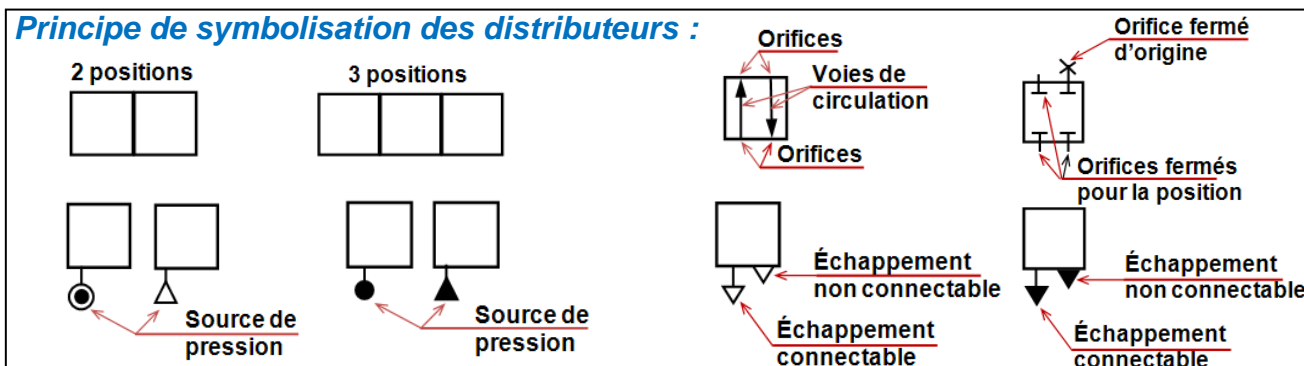 Principe de symbolisation des distributeurs :
2 positions
3 positions
Orifices
Voies de
circulation
Orifices
Orifice fermé
d'origine
Orifices fermés
pour la position
Source de
pression
Source de
pression
Échappement
non connectable
Échappement
connectable
Échappement
non connectable
Échappement
connectable